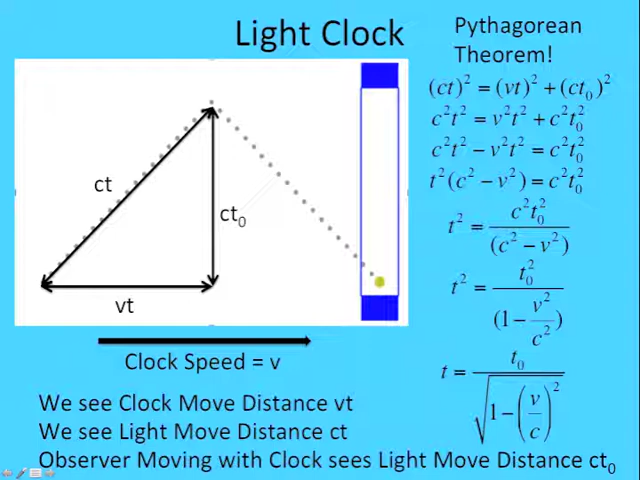 Light Clock
Pythagorean
Theorem!
(ct)² = (vt)² + (ct₀)²
c²t² = v²t² + c²t₀²
c²t² − v²t² = c²t₀²
t²(c² − v²) = c²t₀²
t² = c²t₀² / (c² − v²)
t² = t₀² / (1 − v²/c²)
t = t₀ / √(1 − (v/c)²)
ct
ct₀
vt
Clock Speed = v
We see Clock Move Distance vt
We see Light Move Distance ct
Observer Moving with Clock sees Light Move Distance ct₀